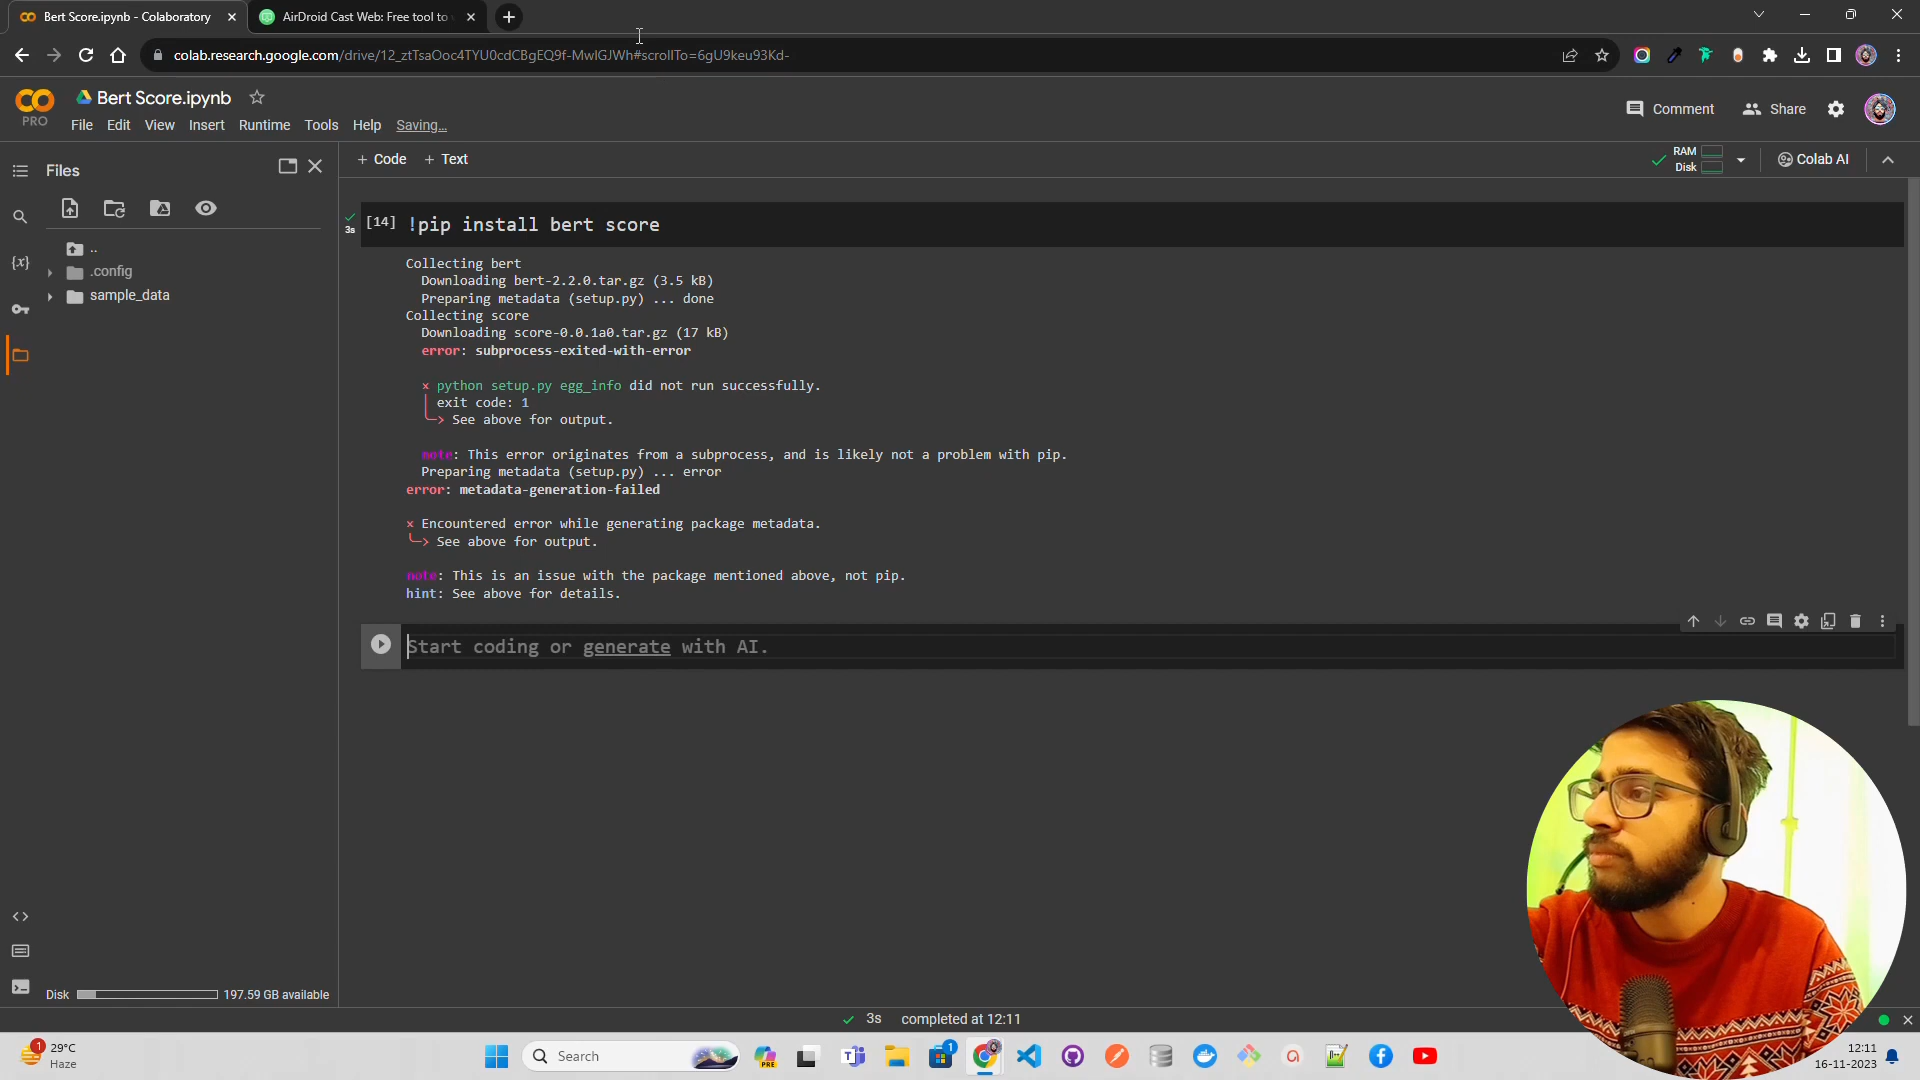 Bert Score.ipynb - Colaboratory
AirDroid Cast Web: Free tool to
colab.research.google.com/drive/12_ztTsaOoc4TYU0cdCBgEQ9f-MwlGJWh#scrollTo=6gU9keu93Kd-
PRO
Bert Score.ipynb
File Edit View Insert Runtime Tools Help Saving...
Comment
Share
Files
+ Code + Text
RAM
Disk
Colab AI
..
.config
sample_data
{x}
3s
[14] !pip install bert score
Collecting bert
Downloading bert-2.2.0.tar.gz (3.5 kB)
Preparing metadata (setup.py) ... done
Collecting score
Downloading score-0.0.1a0.tar.gz (17 kB)
error: subprocess-exited-with-error
× python setup.py egg_info did not run successfully.
│ exit code: 1
╰─> See above for output.
note: This error originates from a subprocess, and is likely not a problem with pip.
Preparing metadata (setup.py) ... error
error: metadata-generation-failed
× Encountered error while generating package metadata.
╰─> See above for output.
note: This is an issue with the package mentioned above, not pip.
hint: See above for details.
Start coding or generate with AI.
Disk
197.59 GB available
3s completed at 12:11
1
29°C
Haze
Search
PRE
1
12:11
16-11-2023